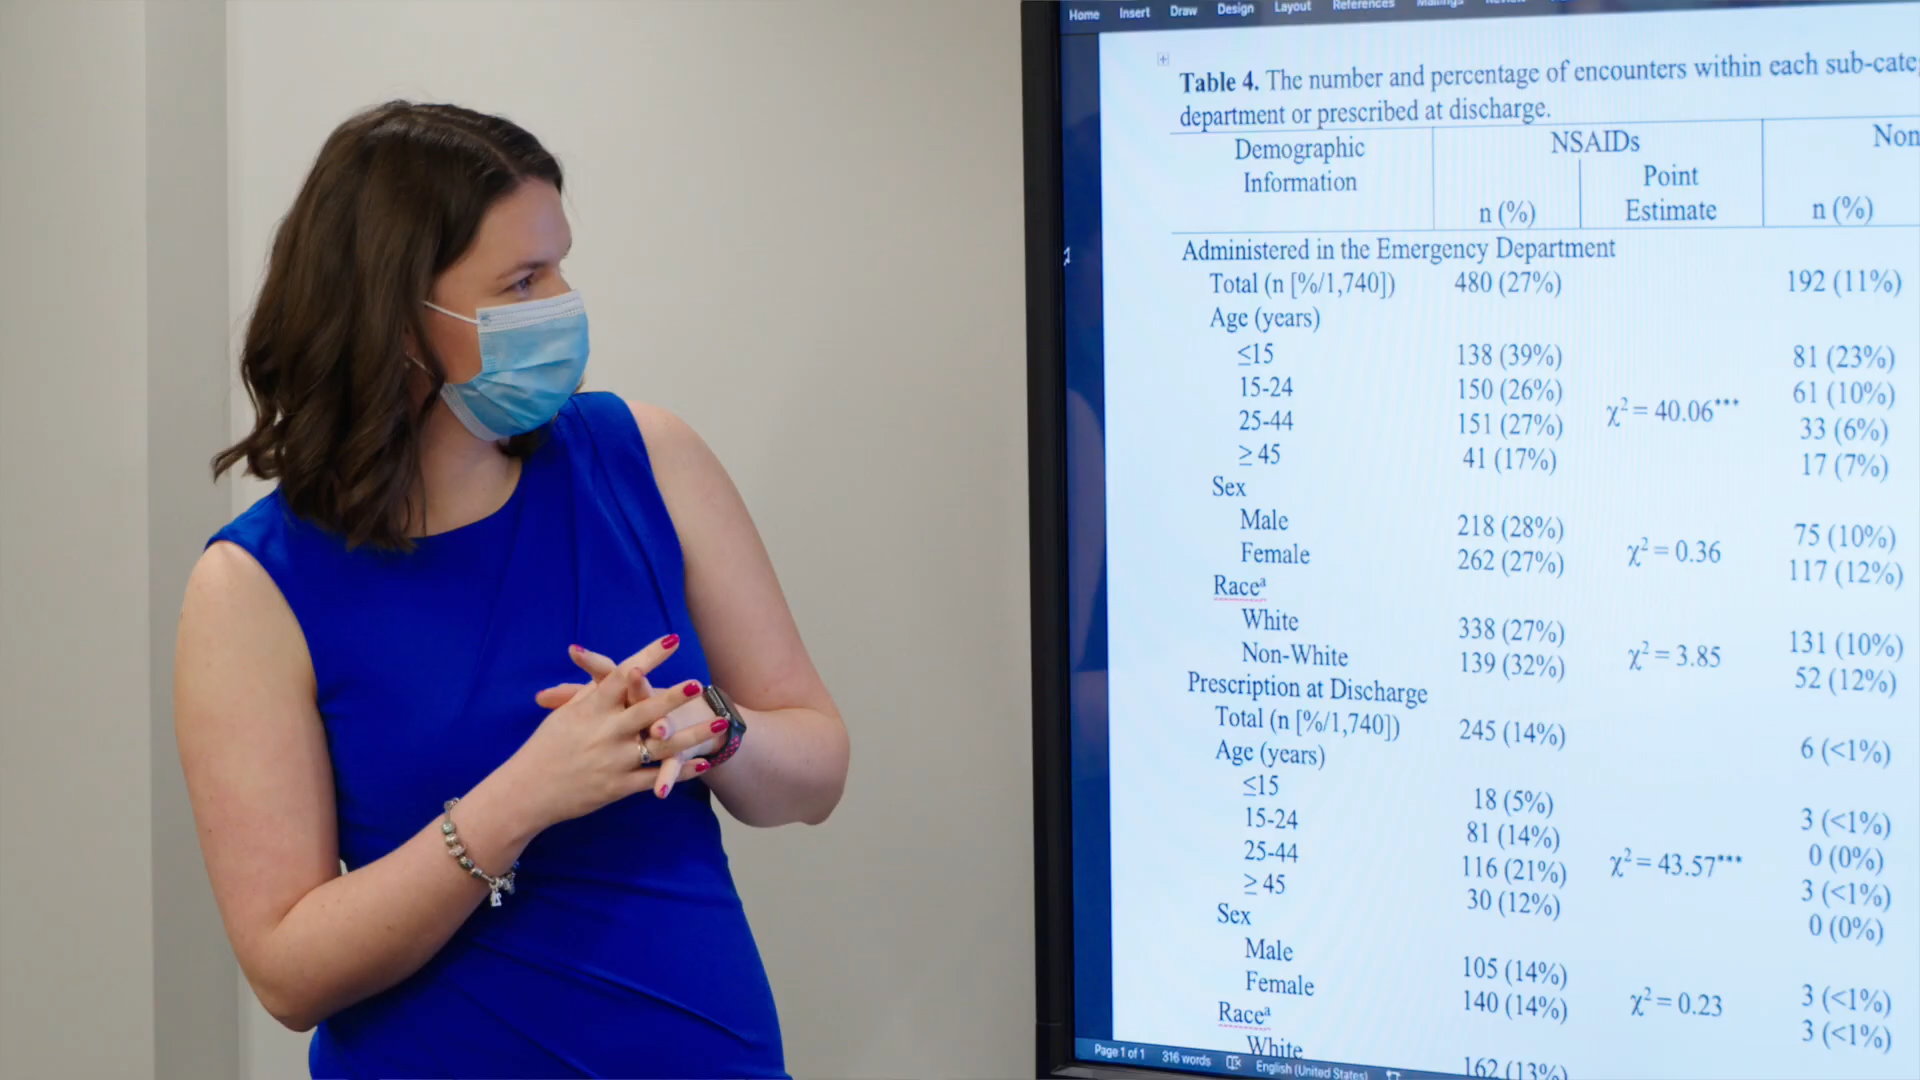 Home Insert Draw Design Layout References Mailings
Table 4. The number and percentage of encounters within each sub-cate
department or prescribed at discharge.
Demographic Information NSAIDs Non
n (%) Point Estimate n (%)
Administered in the Emergency Department
Total (n [%/1,740]) 480 (27%) 192 (11%)
Age (years)
≤15 138 (39%) 81 (23%)
15-24 150 (26%) 61 (10%)
χ² = 40.06***
25-44 151 (27%) 33 (6%)
≥ 45 41 (17%) 17 (7%)
Sex
Male 218 (28%) 75 (10%)
χ² = 0.36
Female 262 (27%) 117 (12%)
Raceª
White 338 (27%) 131 (10%)
χ² = 3.85
Non-White 139 (32%) 52 (12%)
Prescription at Discharge
Total (n [%/1,740]) 245 (14%) 6 (<1%)
Age (years)
≤15 18 (5%) 3 (<1%)
15-24 81 (14%) 0 (0%)
χ² = 43.57***
25-44 116 (21%) 3 (<1%)
≥ 45 30 (12%) 0 (0%)
Sex
Male 105 (14%) 3 (<1%)
χ² = 0.23
Female 140 (14%) 3 (<1%)
Raceª
White 162 (13%)
Page 1 of 1 316 words English (United States)